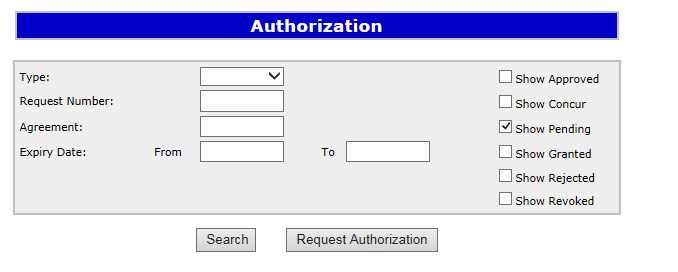 Authorization
Type:
Show Approved
Request Number:
Show Concur
Agreement:
Show Pending
Expiry Date: From To
Show Granted
Show Rejected
Show Revoked
Search Request Authorization